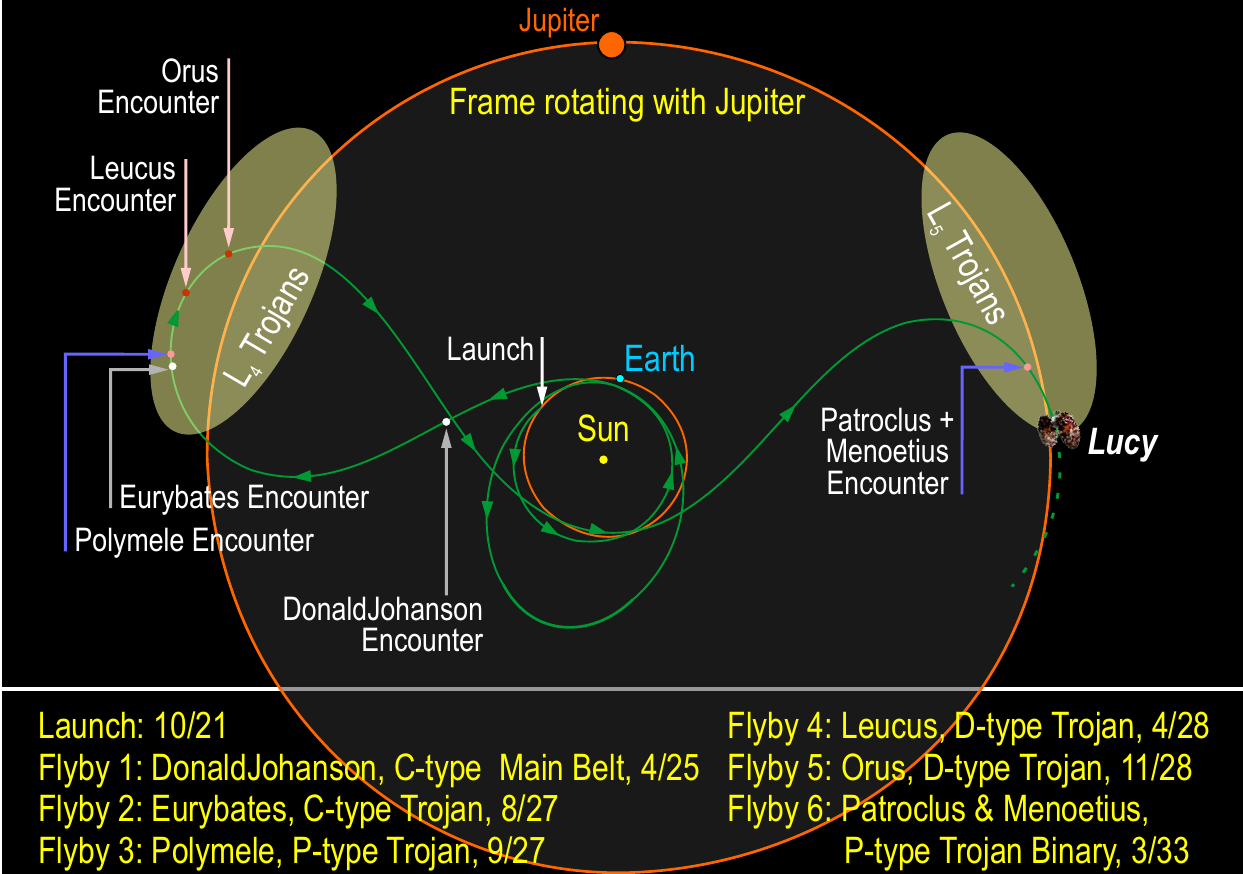 Jupiter
Frame rotating with Jupiter
Orus
Encounter
Leucus
Encounter
L4 Trojans
L5 Trojans
Launch
Earth
Sun
Patroclus +
Menoetius
Encounter
Lucy
Eurybates Encounter
Polymele Encounter
DonaldJohanson
Encounter
Launch: 10/21
Flyby 1: DonaldJohanson, C-type  Main Belt, 4/25
Flyby 2: Eurybates, C-type Trojan, 8/27
Flyby 3: Polymele, P-type Trojan, 9/27
Flyby 4: Leucus, D-type Trojan, 4/28
Flyby 5: Orus, D-type Trojan, 11/28
Flyby 6: Patroclus & Menoetius,
P-type Trojan Binary, 3/33